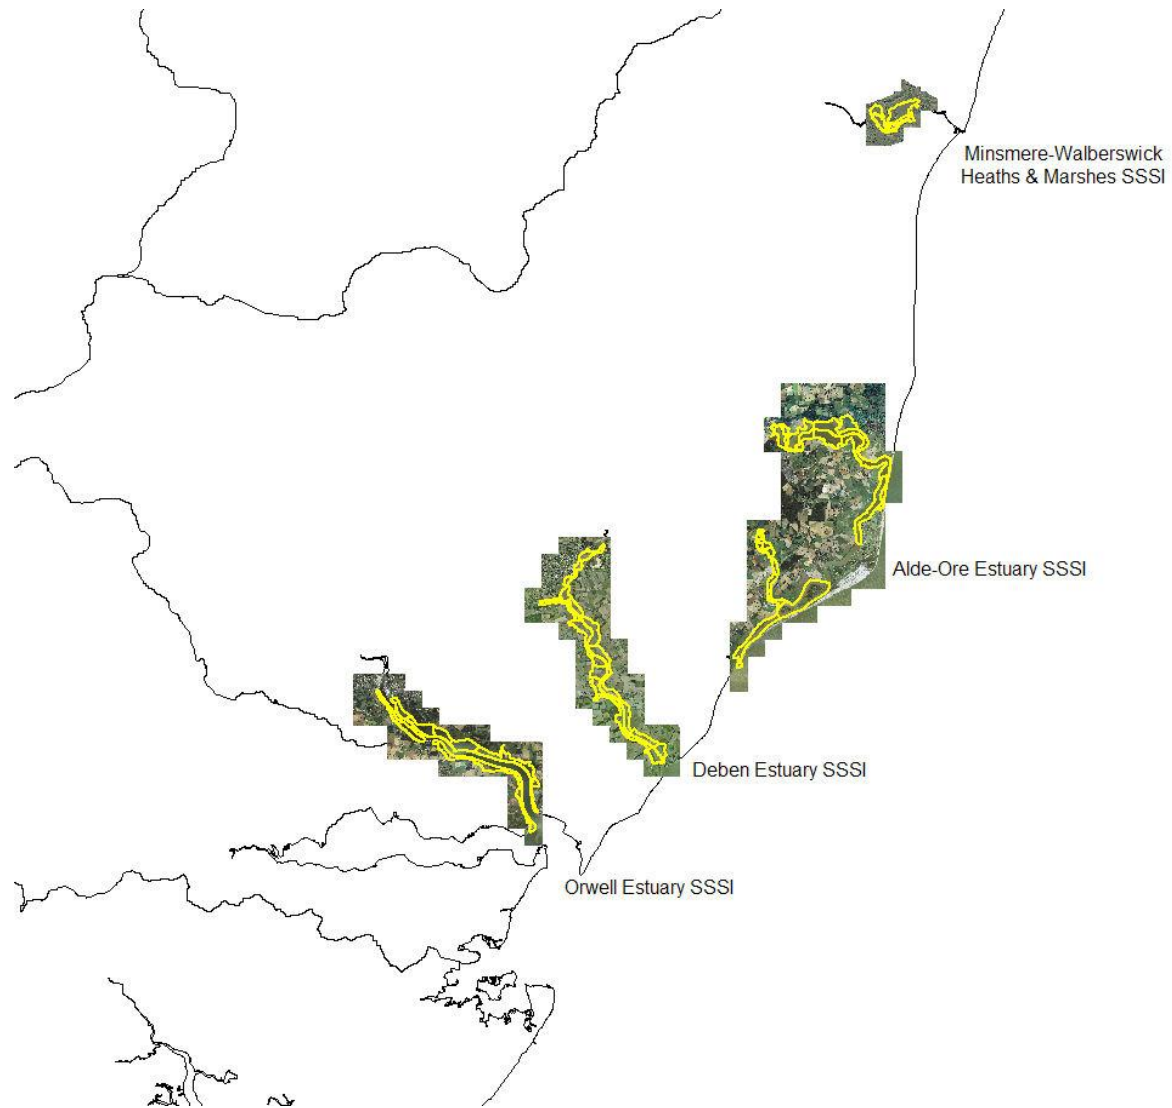 Minsmere-Walberswick
Heaths & Marshes SSSI
Alde-Ore Estuary SSSI
Deben Estuary SSSI
Orwell Estuary SSSI